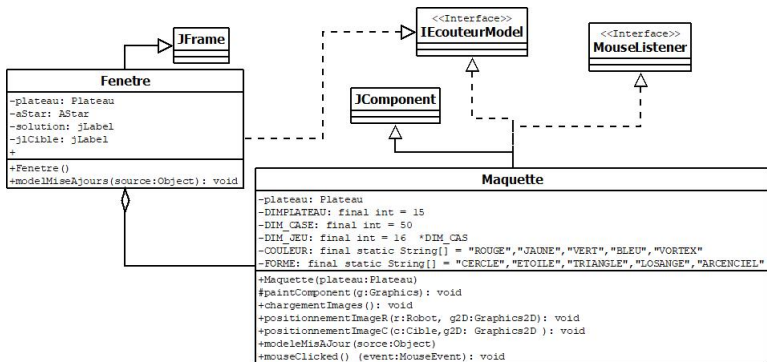 JFrame
<<Interface>>
IEcouteurModel
<<Interface>>
MouseListener
JComponent
Fenetre
-plateau: Plateau
-aStar: AStar
-solution: jLabel
-jlCible: jLabel
+
+Fenetre()
+modelMiseAjours(source:Object): void
Maquette
-plateau: Plateau
-DIMPLATEAU: final int = 15
-DIM_CASE: final int = 50
-DIM_JEU: final int = 16 *DIM_CAS
-COULEUR: final static String[] = "ROUGE","JAUNE","VERT","BLEU","VORTEX"
-FORME: final static String[] = "CERCLE","ETOILE","TRIANGLE","LOSANGE","ARCENCIEL"
+Maquette(plateau:Plateau)
#paintComponent(g:Graphics): void
+chargementImages(): void
+positionnementImageR(r:Robot, g2D:Graphics2D): void
+positionnementImageC(c:Cible,g2D: Graphics2D ): void
+modeleMisAJour(sorce:Object)
+mouseClicked() (event:MouseEvent): void